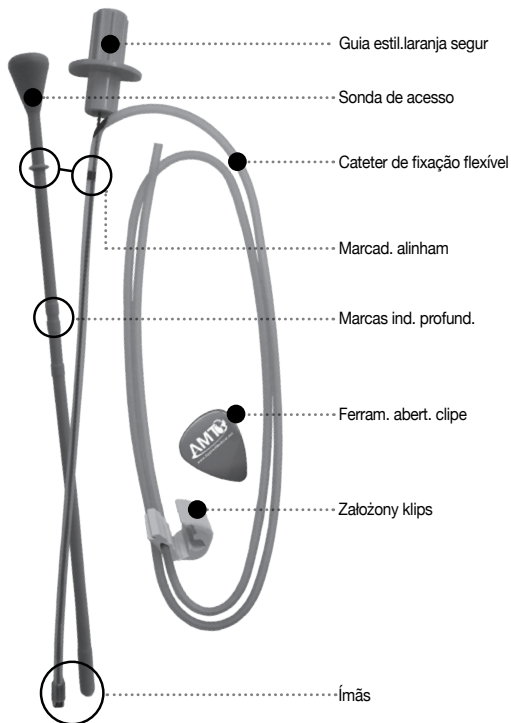 Guia estil.laranja segur
Sonda de acesso
Cateter de fixação flexível
Marcad. alinham
Marcas ind. profund.
Ferram. abert. clipe
AMT
Założony klips
Ímãs